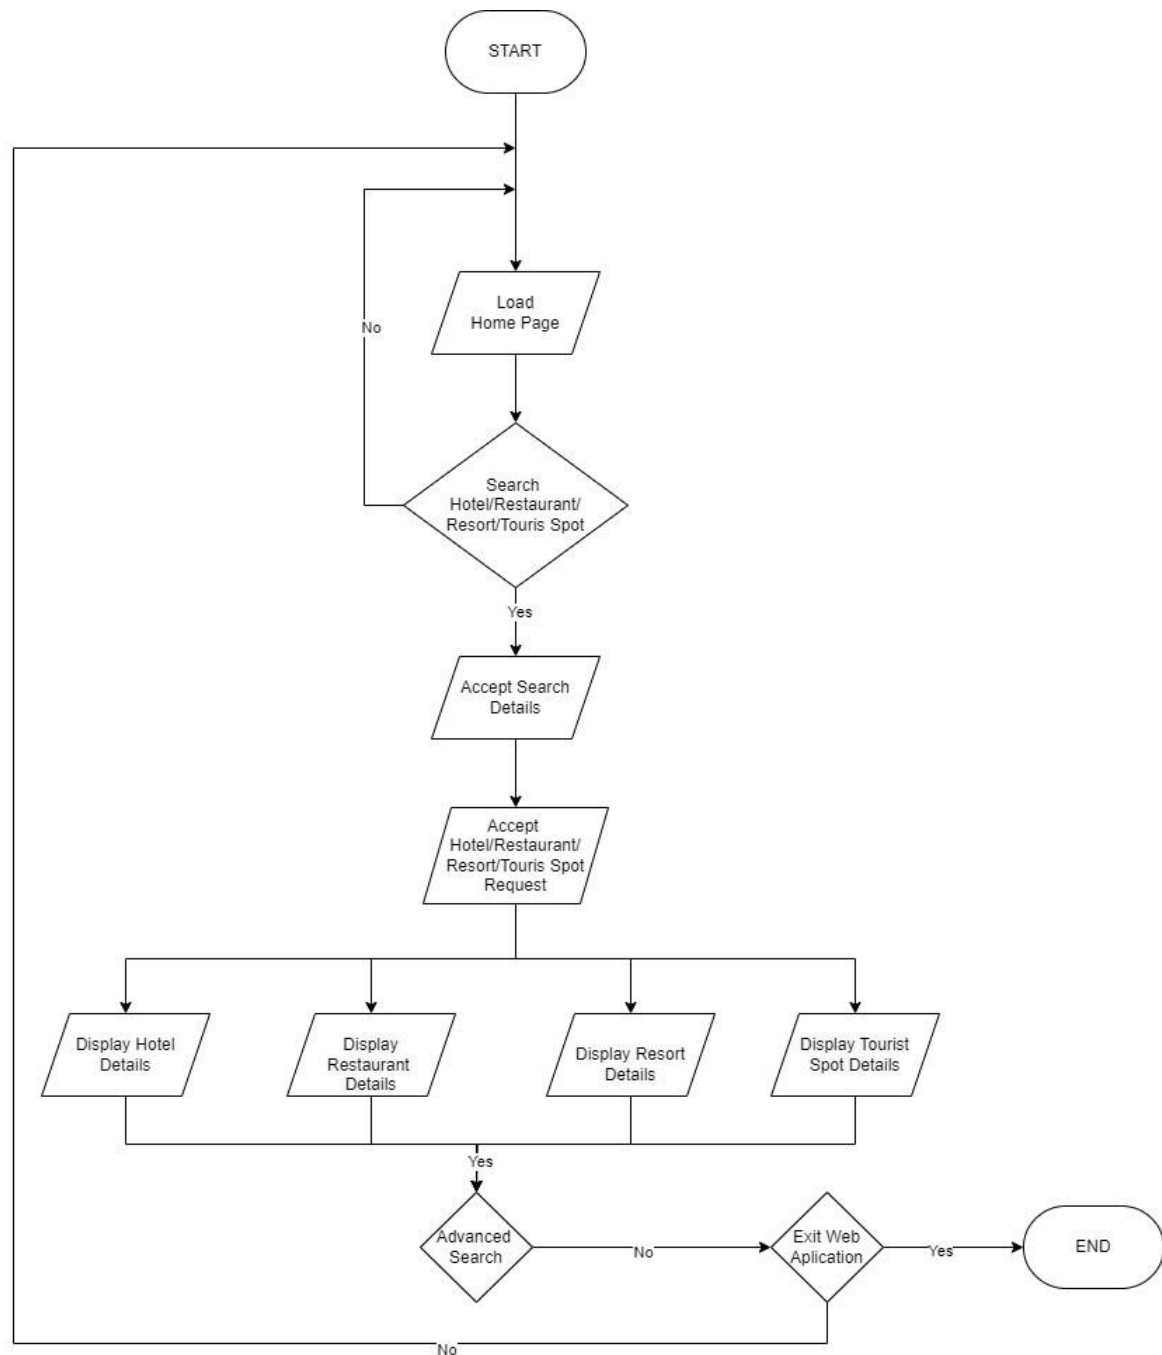 START
No
Load
Home Page
Search
Hotel/Restaurant/
Resort/Touris Spot
Yes
Accept Search
Details
Accept
Hotel/Restaurant/
Resort/Touris Spot
Request
Display Hotel
Details
Display
Restaurant
Details
Display Resort
Details
Display Tourist
Spot Details
Yes
Advanced
Search
No
Exit Web
Aplication
Yes
END
No